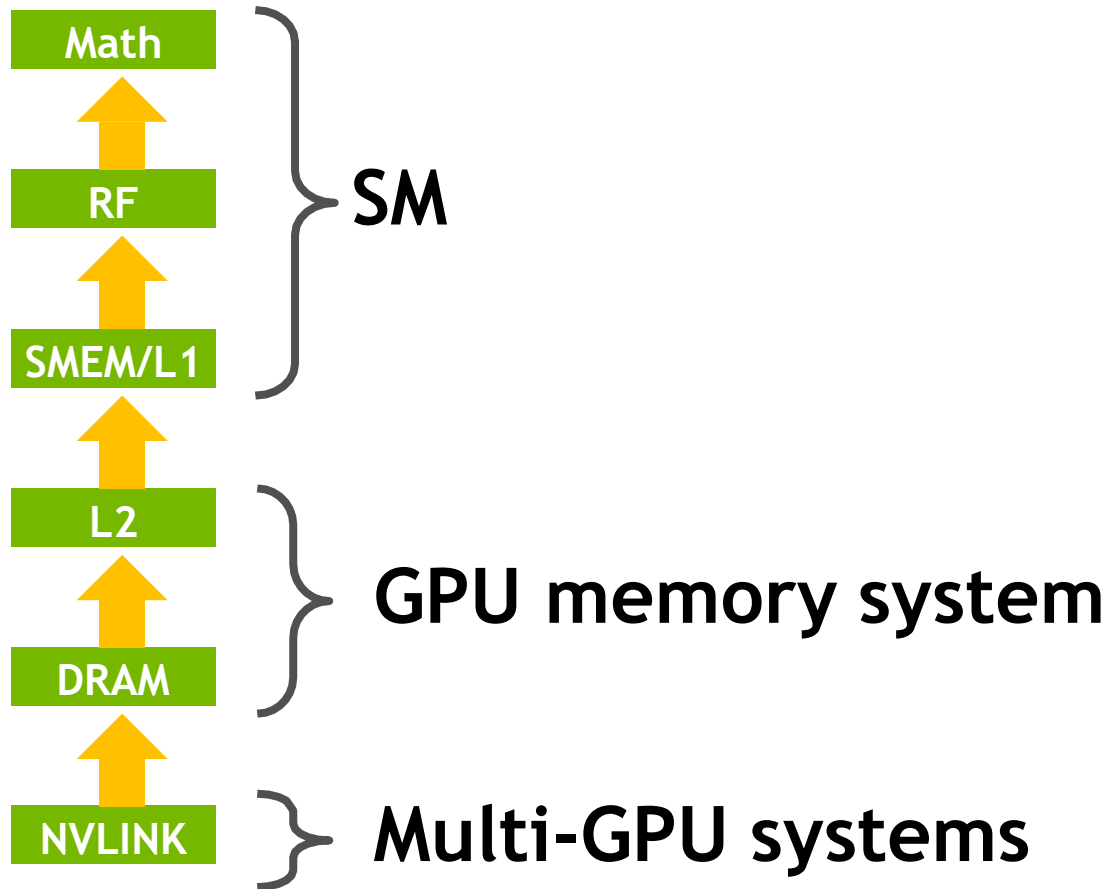 Math
RF
SM
SMEM/L1
L2
GPU memory system
DRAM
NVLINK
Multi-GPU systems